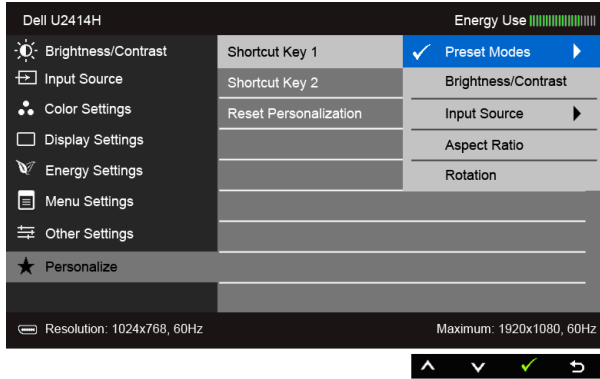 Dell U2414H
Energy Use
Brightness/Contrast
Input Source
Color Settings
Display Settings
Energy Settings
Menu Settings
Other Settings
Personalize
Shortcut Key 1
Shortcut Key 2
Reset Personalization
Preset Modes
Brightness/Contrast
Input Source
Aspect Ratio
Rotation
Resolution: 1024x768, 60Hz
Maximum: 1920x1080, 60Hz